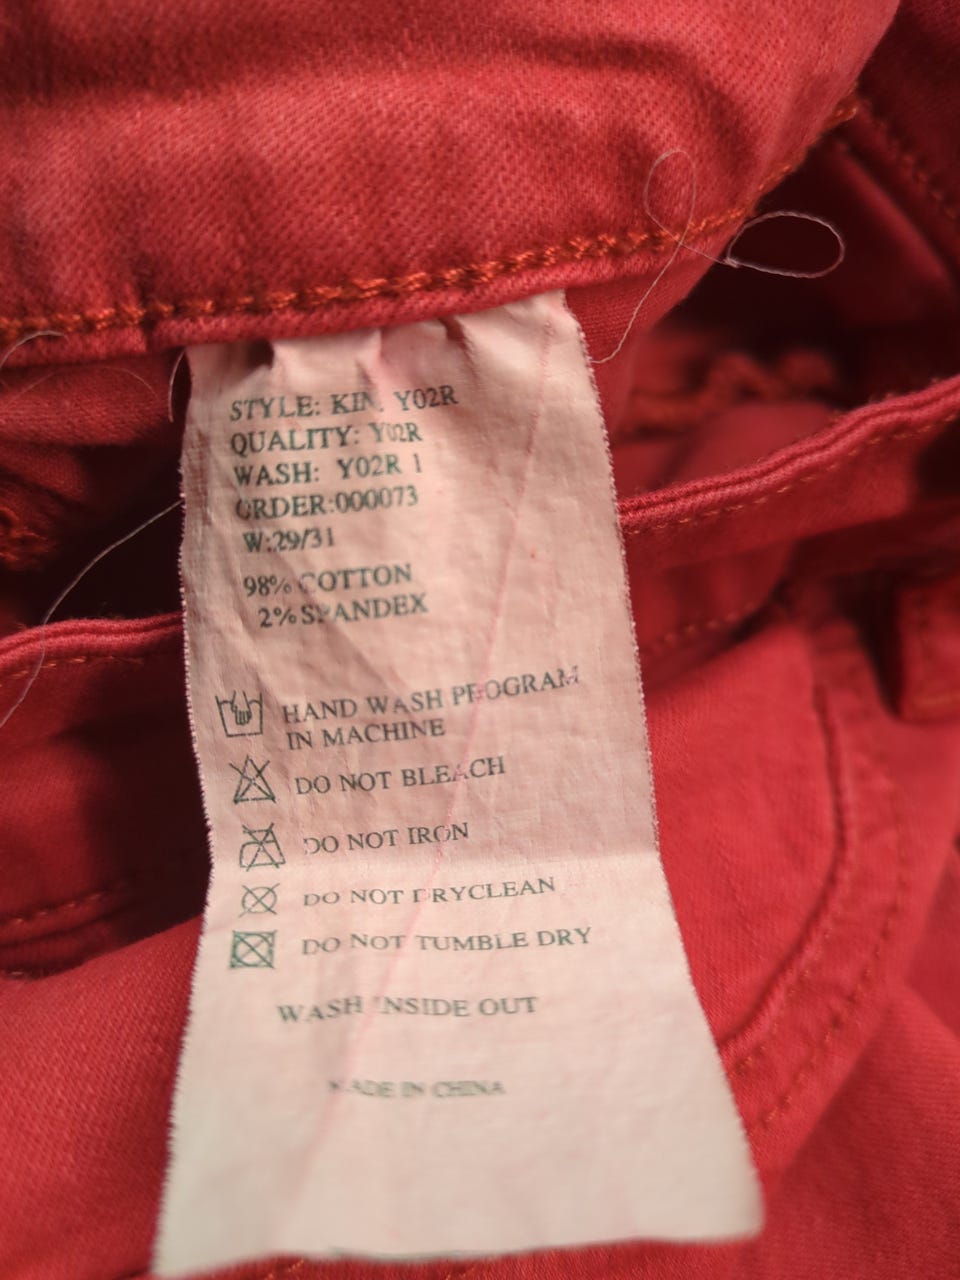 STYLE: Y02R
QUALITY: Y02R
WASH: Y02R 1
ORDER:000073
W:29/31
98% COTTON
2% SPANDEX
HAND WASH PROGRAM
IN MACHINE
DO NOT BLEACH
DO NOT IRON
DO NOT DRYCLEAN
DO NOT TUMBLE DRY
WASH INSIDE OUT
MADE IN CHINA